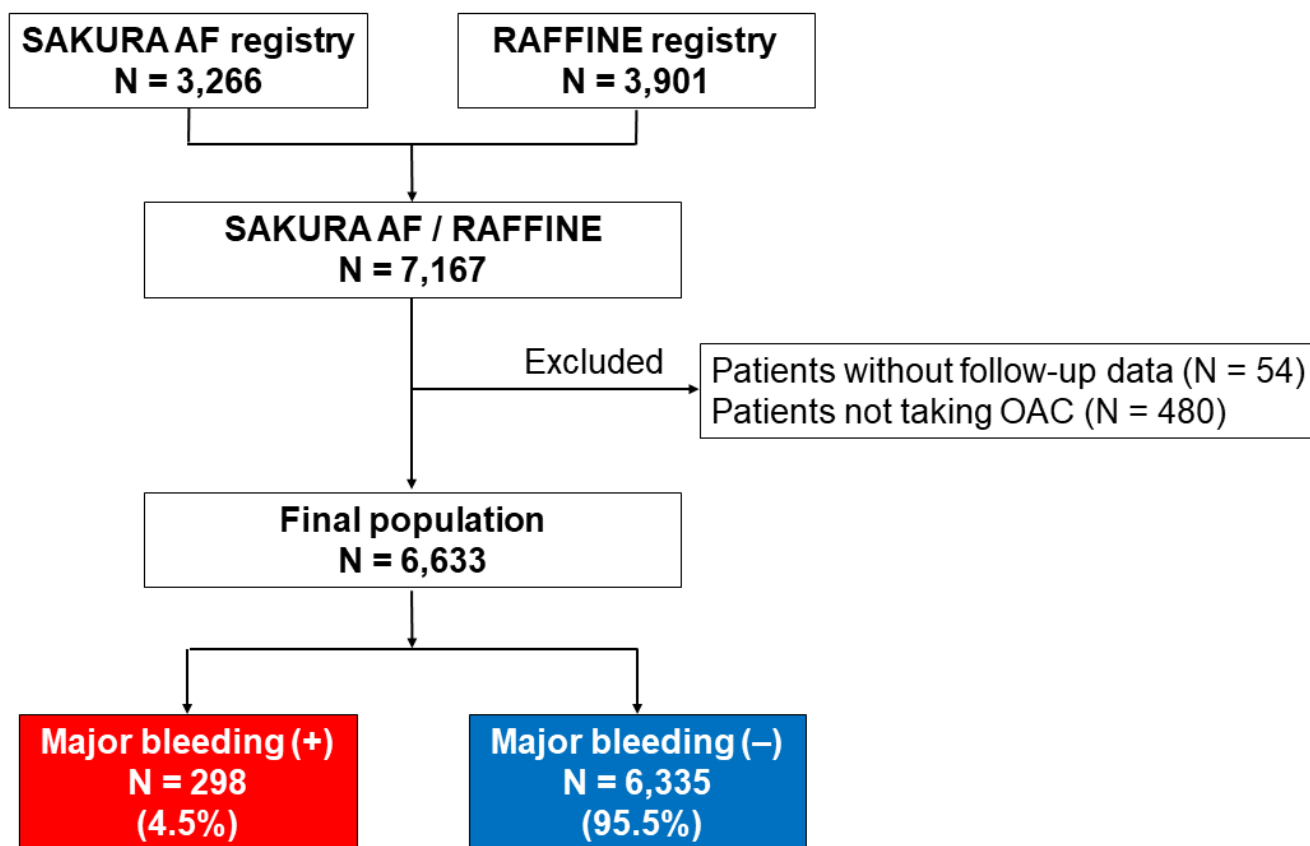 SAKURA AF registry
N = 3,266
RAFFINE registry
N = 3,901
SAKURA AF / RAFFINE
N = 7,167
Excluded
Patients without follow-up data (N = 54)
Patients not taking OAC (N = 480)
Final population
N = 6,633
Major bleeding (+)
N = 298
(4.5%)
Major bleeding (–)
N = 6,335
(95.5%)